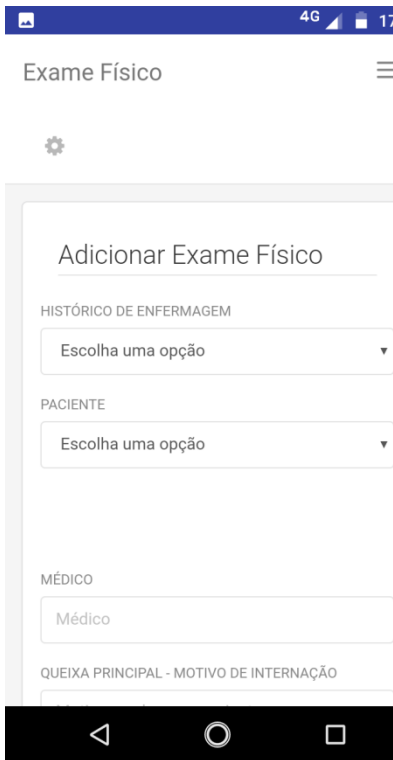 4G 17
Exame Físico
Adicionar Exame Físico
HISTÓRICO DE ENFERMAGEM
Escolha uma opção
PACIENTE
Escolha uma opção
MÉDICO
Médico
QUEIXA PRINCIPAL - MOTIVO DE INTERNAÇÃO